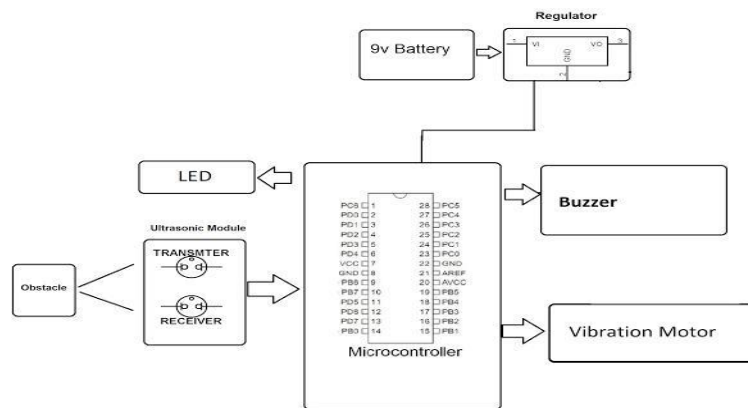 Regulator
9v Battery
1 VI VO 3
GND
2
LED
Buzzer
Ultrasonic Module
TRANSMTER
RECEIVER
Obstacle
PC6 1 28 PC5
PD0 2 27 PC4
PD1 3 26 PC3
PD2 4 25 PC2
PD3 5 24 PC1
PD4 6 23 PC0
VCC 7 22 GND
GND 8 21 AREF
PB6 9 20 AVCC
PB7 10 19 PB5
PD5 11 18 PB4
PD6 12 17 PB3
PD7 13 16 PB2
PB0 14 15 PB1
Microcontroller
Vibration Motor